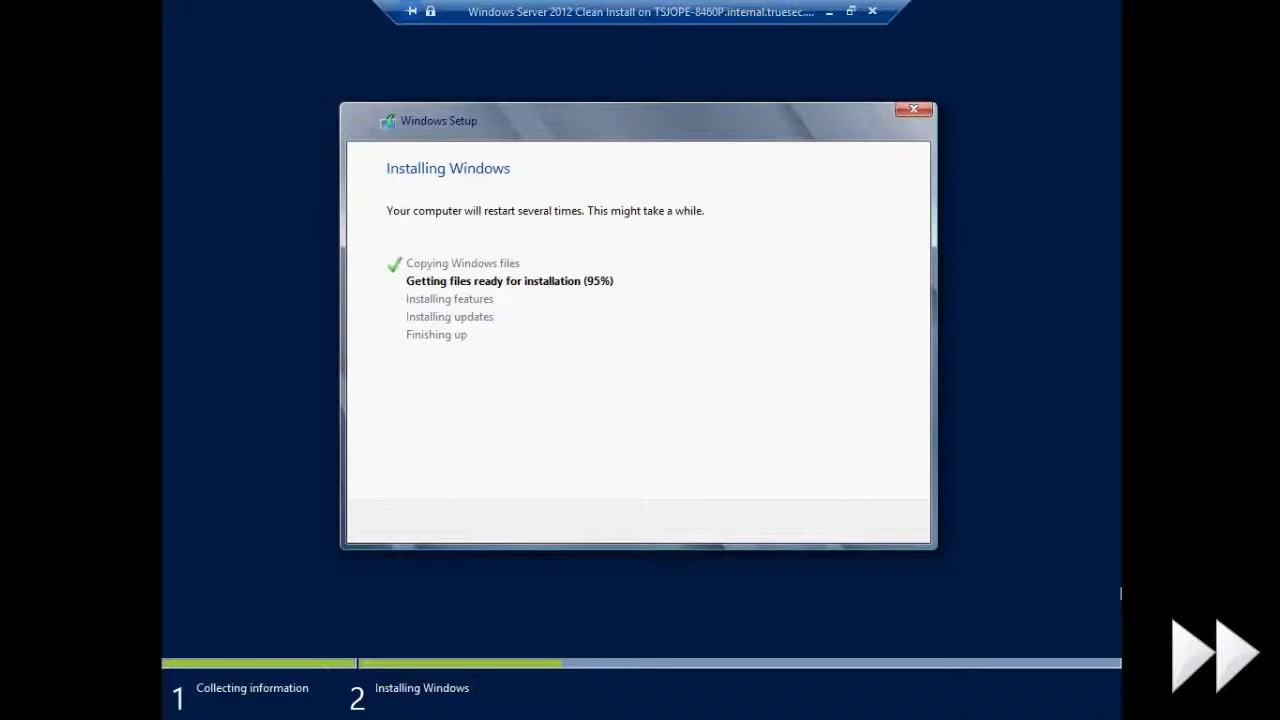 Windows Server 2012 Clean Install on TSJOPE-8460P.internal.truesec....
Windows Setup
Installing Windows
Your computer will restart several times. This might take a while.
Copying Windows files
Getting files ready for installation (95%)
Installing features
Installing updates
Finishing up
1 Collecting information
2 Installing Windows